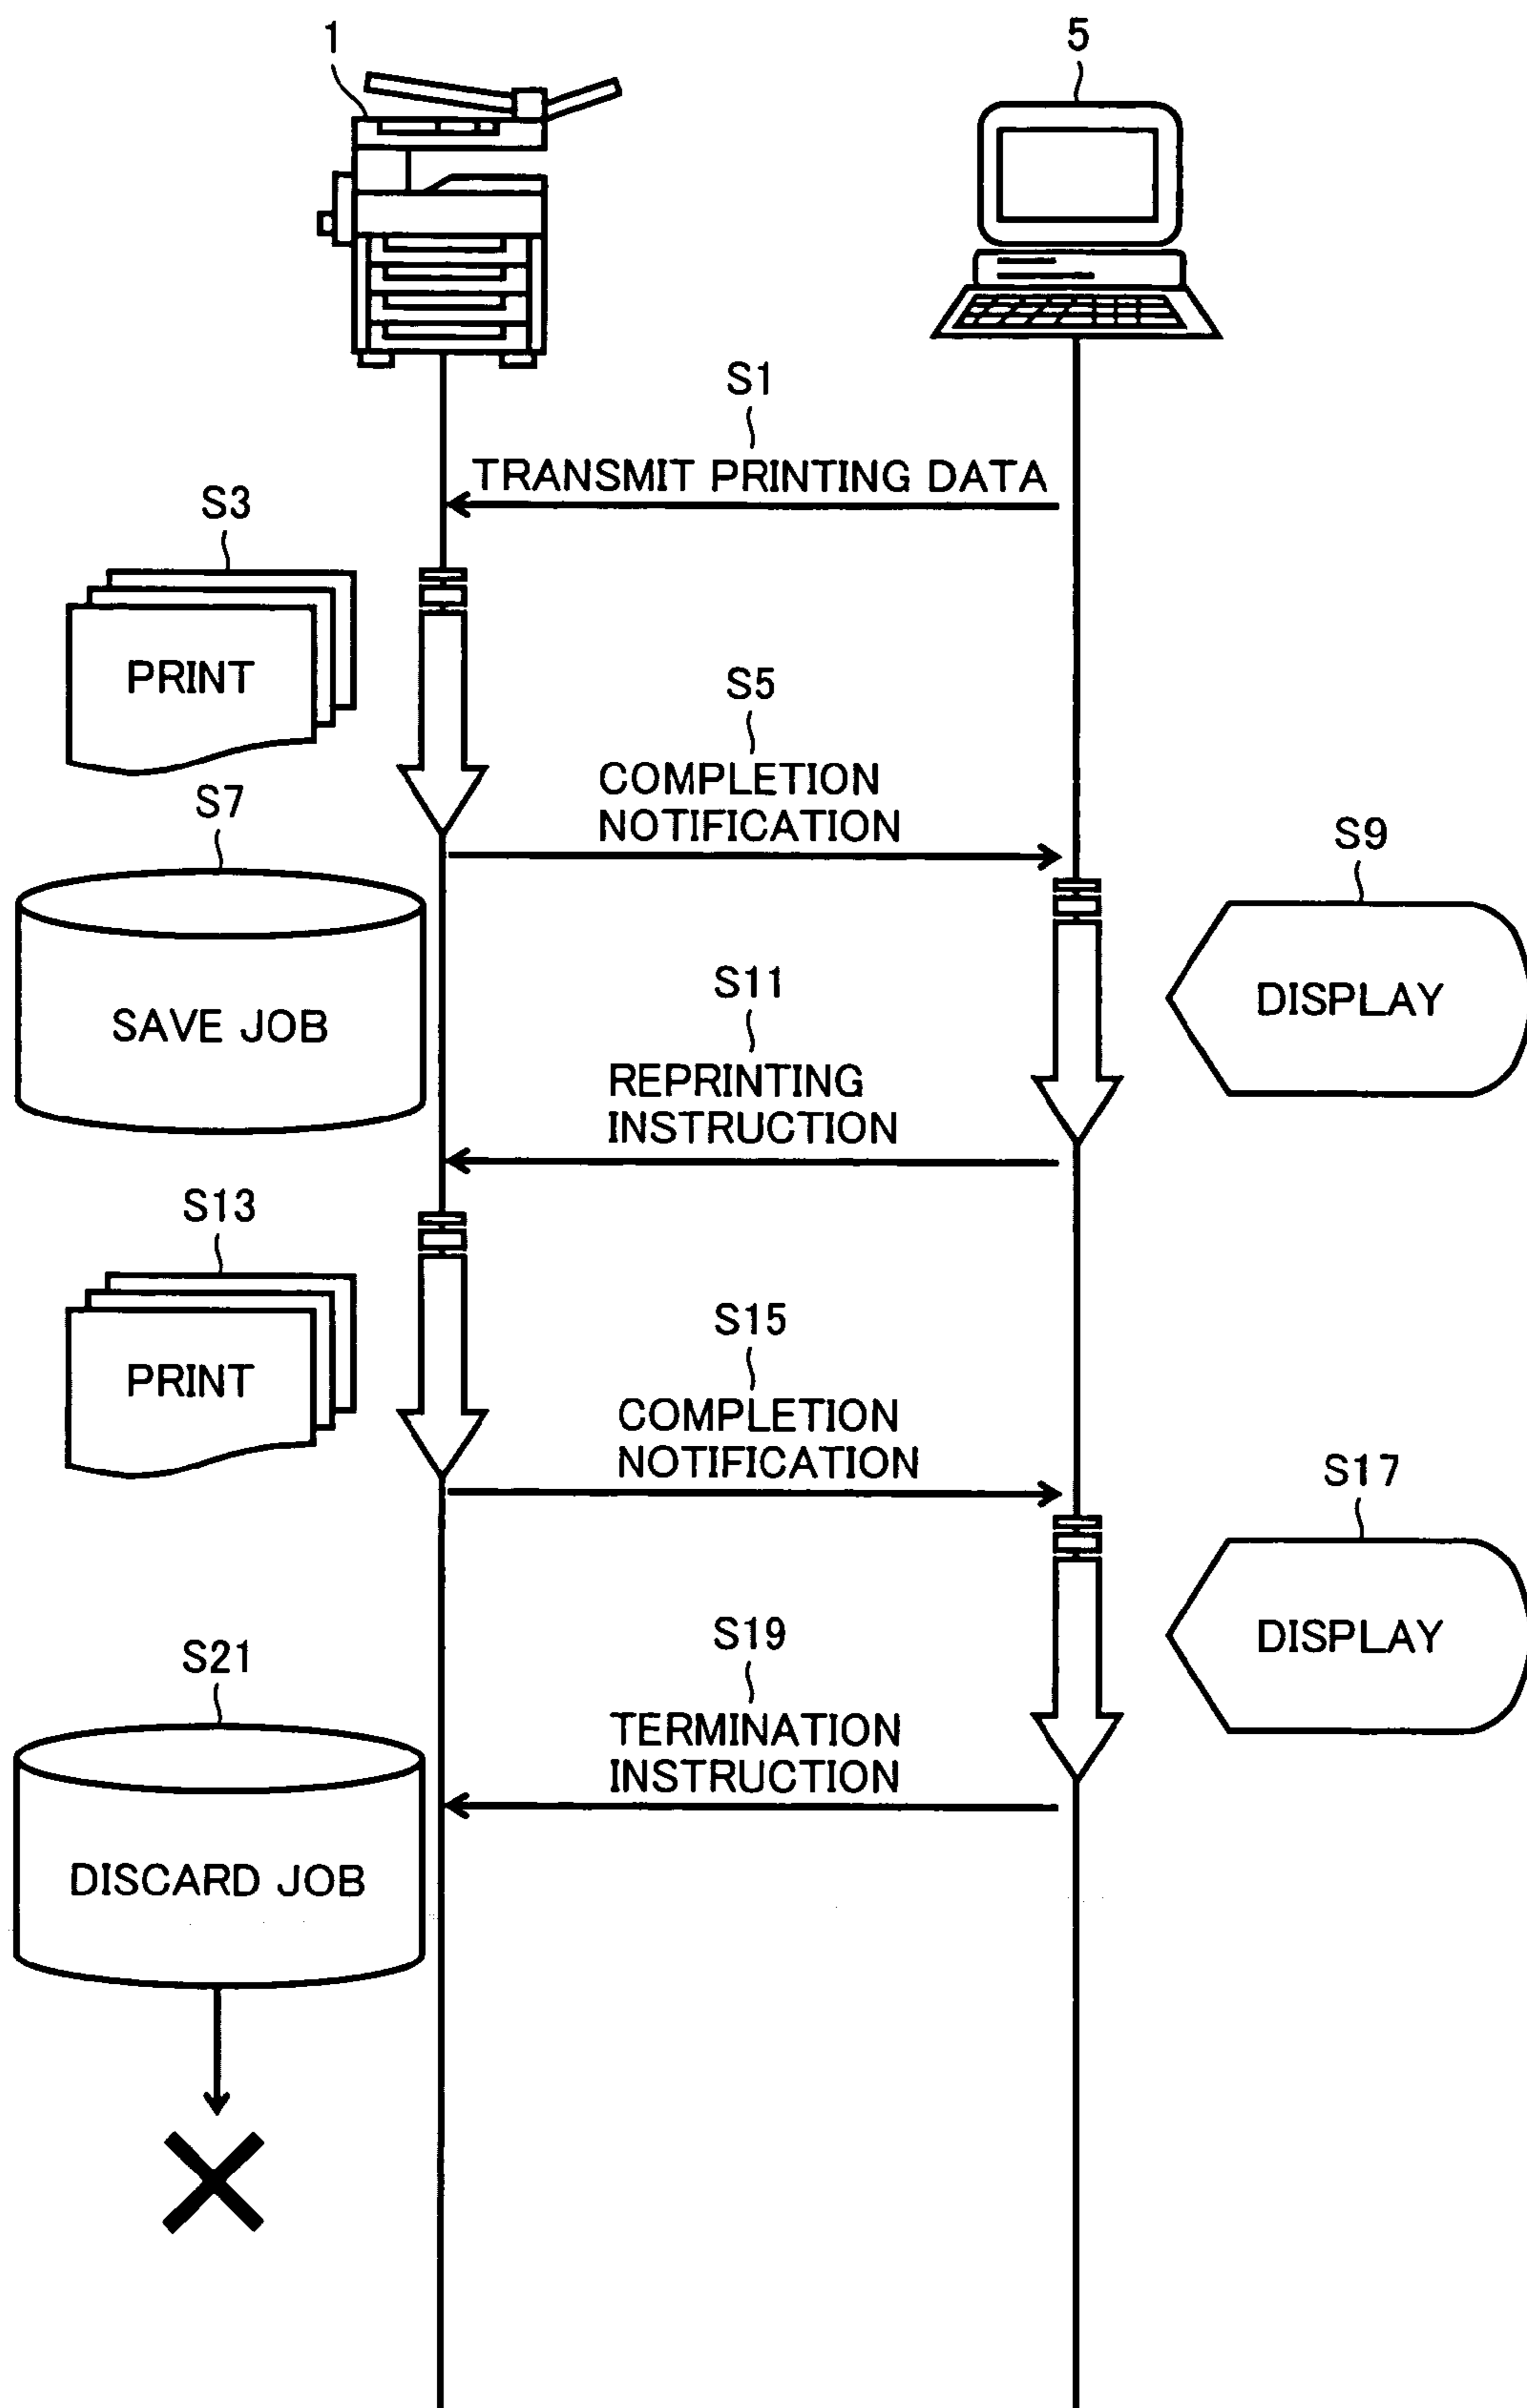 1
5
S1
TRANSMIT PRINTING DATA
S3
PRINT
S5
COMPLETION
NOTIFICATION
S7
SAVE JOB
S9
DISPLAY
S11
REPRINTING
INSTRUCTION
S13
PRINT
S15
COMPLETION
NOTIFICATION
S17
DISPLAY
S19
TERMINATION
INSTRUCTION
S21
DISCARD JOB